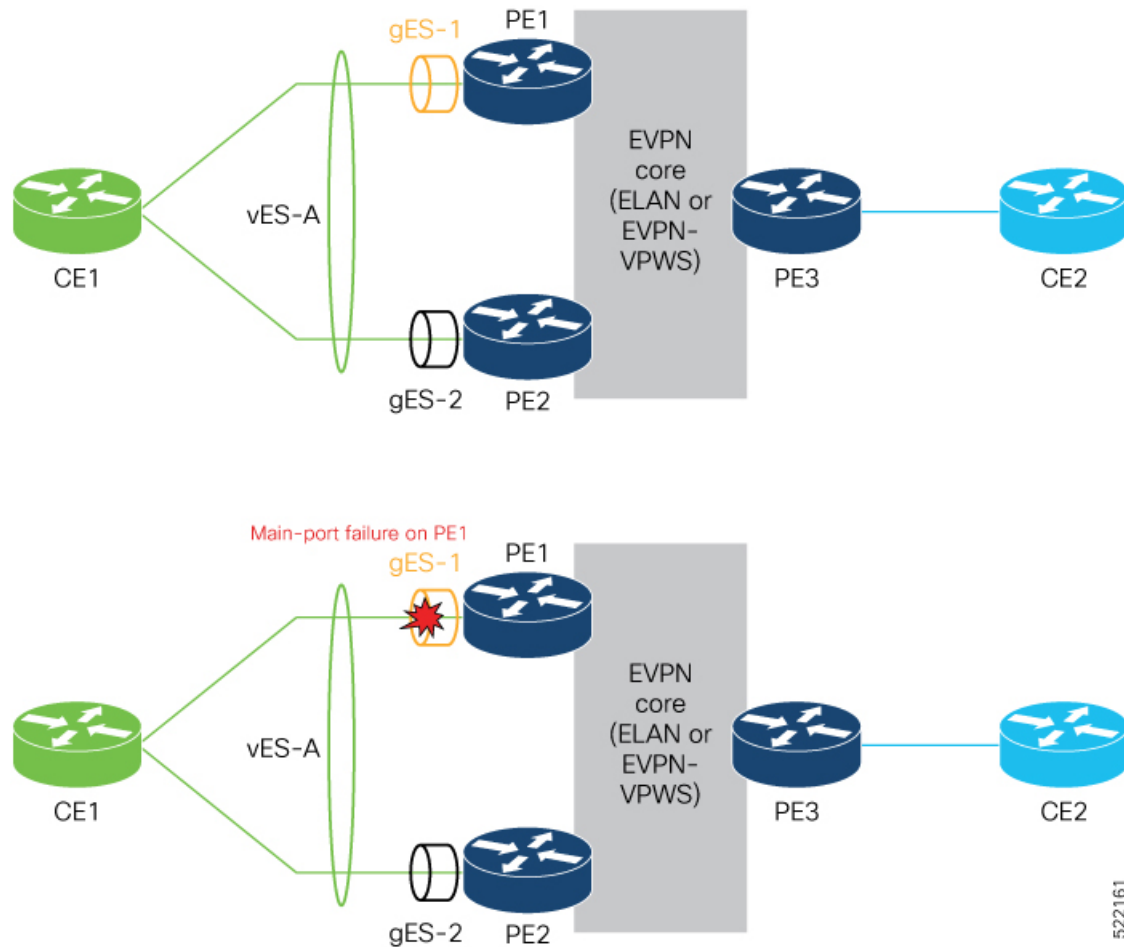 PE1
gES-1
EVPN
core
(ELAN or
EVPN-
VPWS)
vES-A
CE1
PE3
CE2
gES-2
PE2
Main-port failure on PE1
PE1
gES-1
EVPN
core
(ELAN or
EVPN-
VPWS)
vES-A
CE1
PE3
CE2
gES-2
PE2
522161